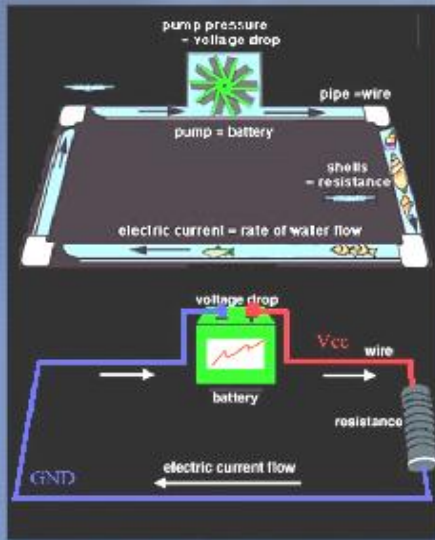 pump pressure
= voltage drop
pipe =wire
pump = battery
shells
= resistance
electric current = rate of water flow
voltage drop
Vcc
wire
battery
resistance
electric current flow
GND